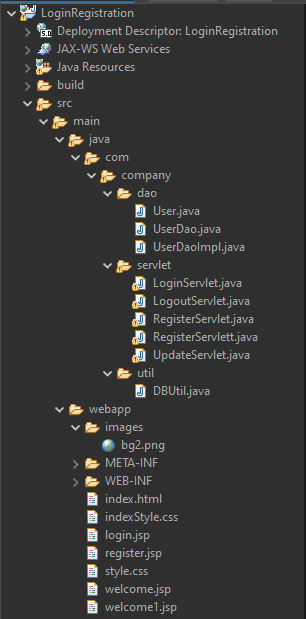 LoginRegistration
Deployment Descriptor: LoginRegistration
JAX-WS Web Services
Java Resources
build
src
main
java
com
company
dao
User.java
UserDao.java
UserDaoImpl.java
servlet
LoginServlet.java
LogoutServlet.java
RegisterServlet.java
RegisterServlett.java
UpdateServlet.java
util
DBUtil.java
webapp
images
bg2.png
META-INF
WEB-INF
index.html
indexStyle.css
login.jsp
register.jsp
style.css
welcome.jsp
welcome1.jsp